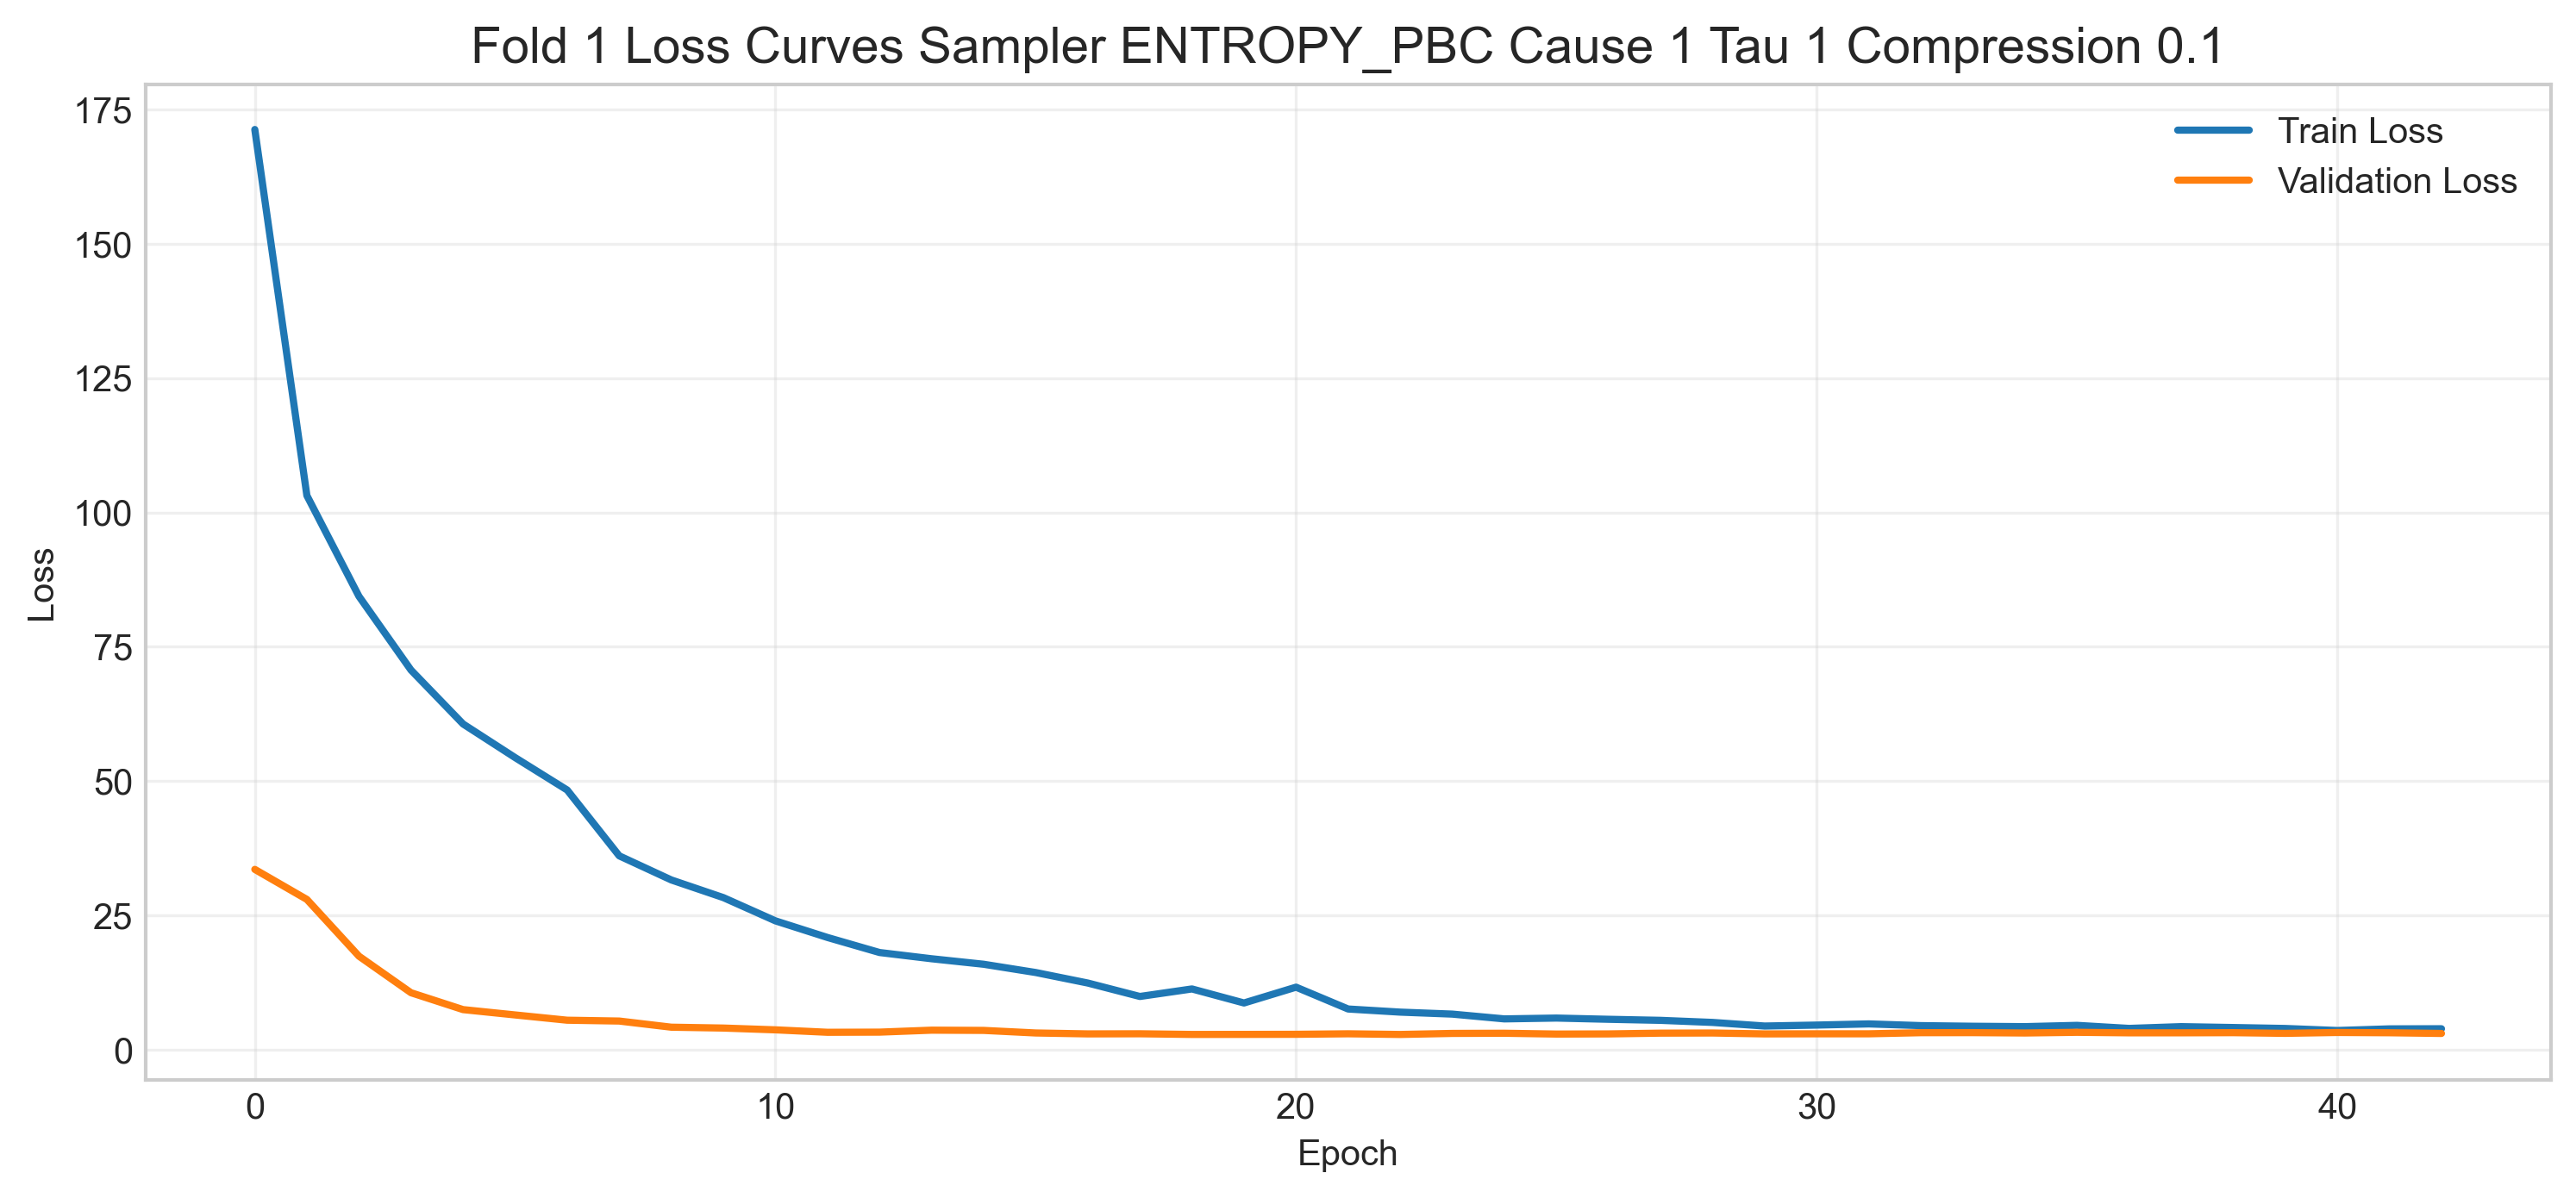 Fold 1 Loss Curves Sampler ENTROPY_PBC Cause 1 Tau 1 Compression 0.1
175
150
125
100
75
50
25
0
Loss
Train Loss
Validation Loss
0 10 20 30 40
Epoch